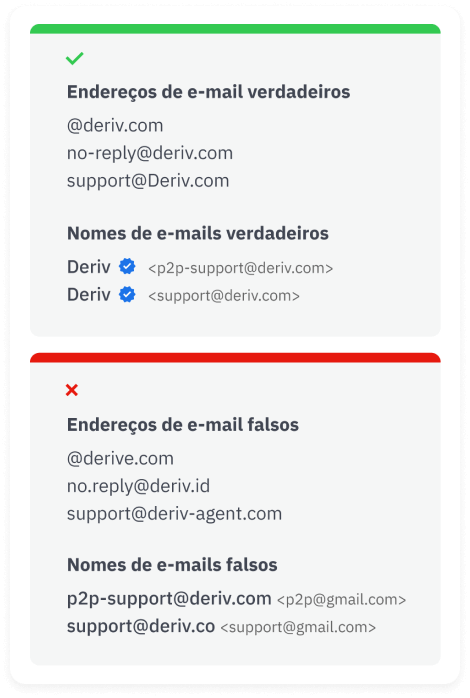 Endereços de e-mail verdadeiros
@deriv.com
no-reply@deriv.com
support@Deriv.com
Nomes de e-mails verdadeiros
Deriv <p2p-support@deriv.com>
Deriv <support@deriv.com>
Endereços de e-mail falsos
@derive.com
no.reply@deriv.id
support@deriv-agent.com
Nomes de e-mails falsos
p2p-support@deriv.com <p2p@gmail.com>
support@deriv.co <support@gmail.com>